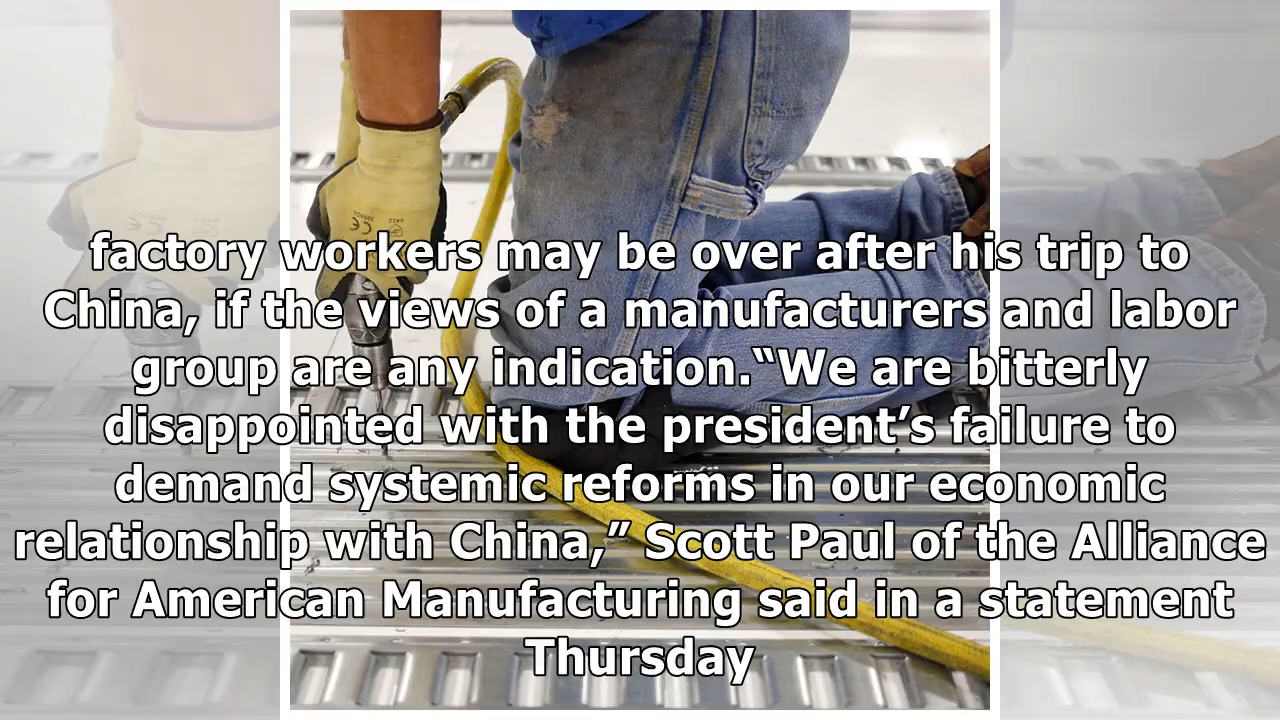 factory workers may be over after his trip to
China, if the views of a manufacturers and labor
group are any indication.“We are bitterly
disappointed with the president’s failure to
demand systemic reforms in our economic
relationship with China,” Scott Paul of the Alliance
for American Manufacturing said in a statement
Thursday